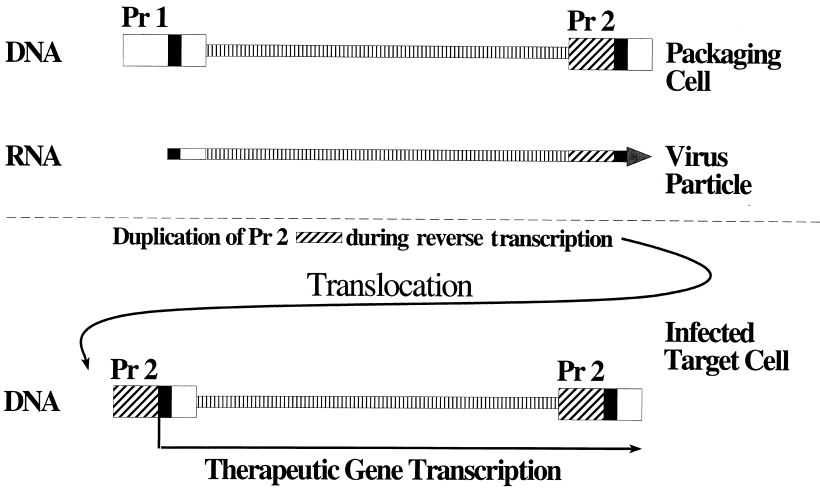 Pr 1
Pr 2
DNA
Packaging
Cell
RNA
Virus
Particle
Duplication of Pr 2 during reverse transcription
Translocation
Infected
Target Cell
Pr 2
Pr 2
DNA
Therapeutic Gene Transcription